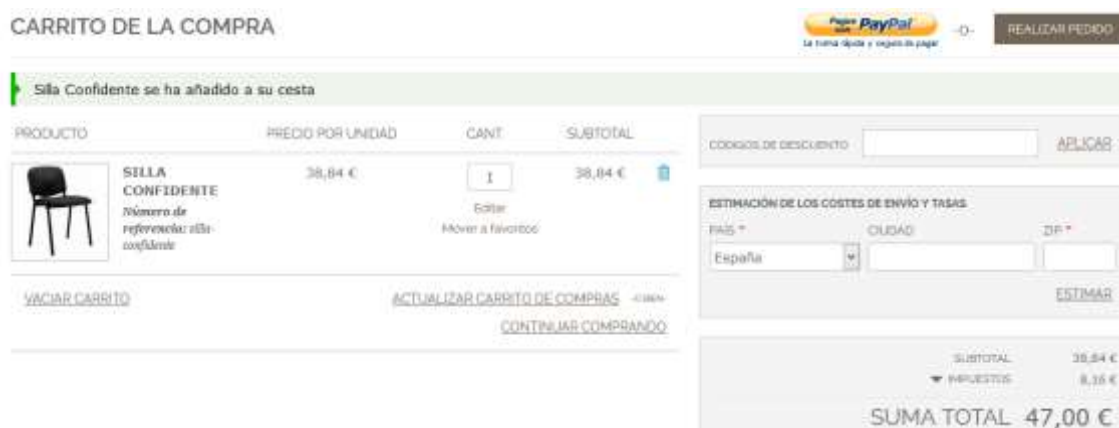 CARRITO DE LA COMPRA
Pagar con PayPal
La forma rápida y segura de pagar
-O-
REALIZAR PEDIDO
Silla Confidente se ha añadido a su cesta
PRODUCTO PRECIO POR UNIDAD CANT. SUBTOTAL
SILLA CONFIDENTE 38,84 € 1 38,84 €
Número de
referencia: silla-
confidente
Editar
Mover a favoritos
VACIAR CARRITO ACTUALIZAR CARRITO DE COMPRAS -O BIEN-
CONTINUAR COMPRANDO
CÓDIGOS DE DESCUENTO APLICAR
ESTIMACIÓN DE LOS COSTES DE ENVÍO Y TASAS
PAÍS * CIUDAD ZIP *
España
ESTIMAR
SUBTOTAL 38,84 €
IMPUESTOS 8,16 €
SUMA TOTAL 47,00 €